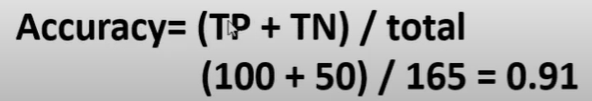 Accuracy= (TP + TN) / total
(100 + 50) / 165 = 0.91